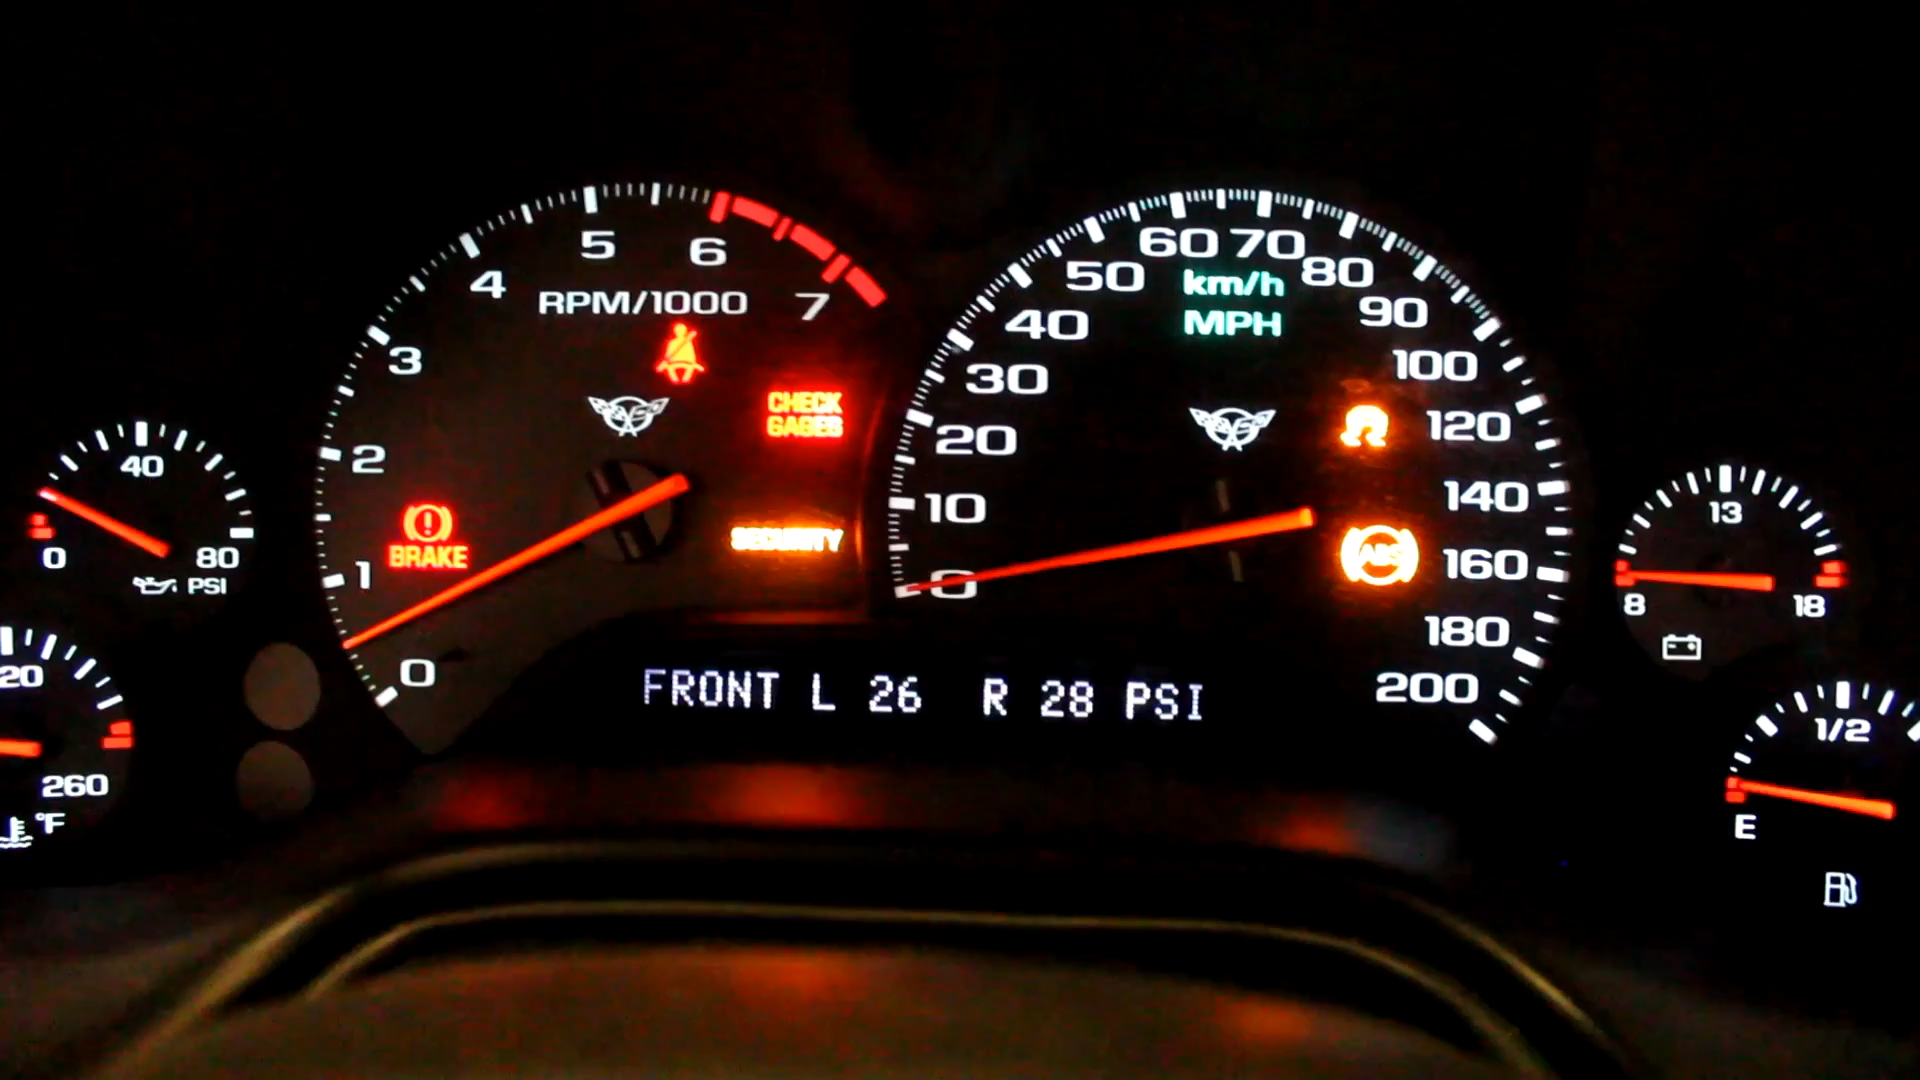 5
6
4
RPM/1000
7
3
CHECK
GAGES
2
SECURITY
BRAKE
1
0
60
70
50
80
km/h
MPH
40
90
30
100
20
120
10
140
0
ABS
160
180
200
FRONT L 26 R 28 PSI
40
0
80
PSI
20
260
°F
13
8
18
1/2
E